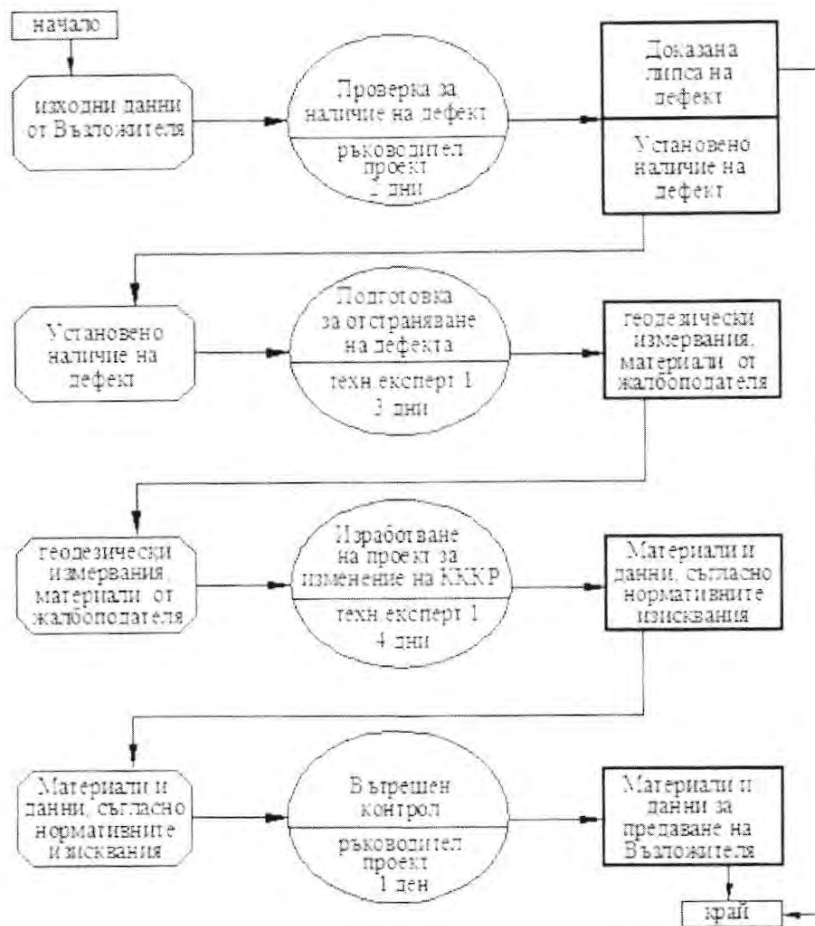 начало
изходни данни
от Възложителя
Проверка за
наличие на дефект
ръководител
проект
дни
Доказана
липса на
дефект
Установено
наличие на
дефект
Установено
наличие на
дефект
Подготовка
за отстраняване
на дефекта
техн.експерт 1
3 дни
геодезически
измервания,
материали от
жалбоподателя
геодезически
измервания,
материали от
жалбоподателя
Изработване
на проект за
изменение на КККР
техн.експерт 1
4 дни
Материали и
данни, съгласно
нормативните
изисквания
Материали и
данни, съгласно
нормативните
изисквания
Вътрешен
контрол
ръководител
проект
1 ден
Материали и
данни за
предаване на
Възложителя
край